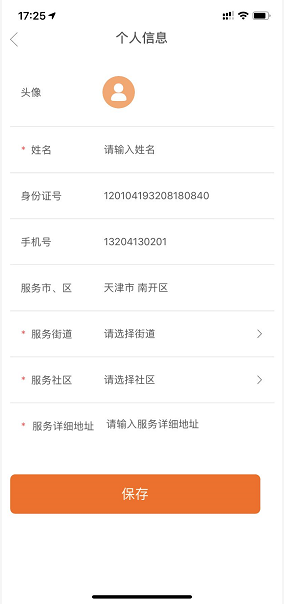 17:25
个人信息
头像
* 姓名 请输入姓名
身份证号 120104193208180840
手机号 13204130201
服务市、区 天津市 南开区
* 服务街道 请选择街道
* 服务社区 请选择社区
* 服务详细地址 请输入服务详细地址
保存